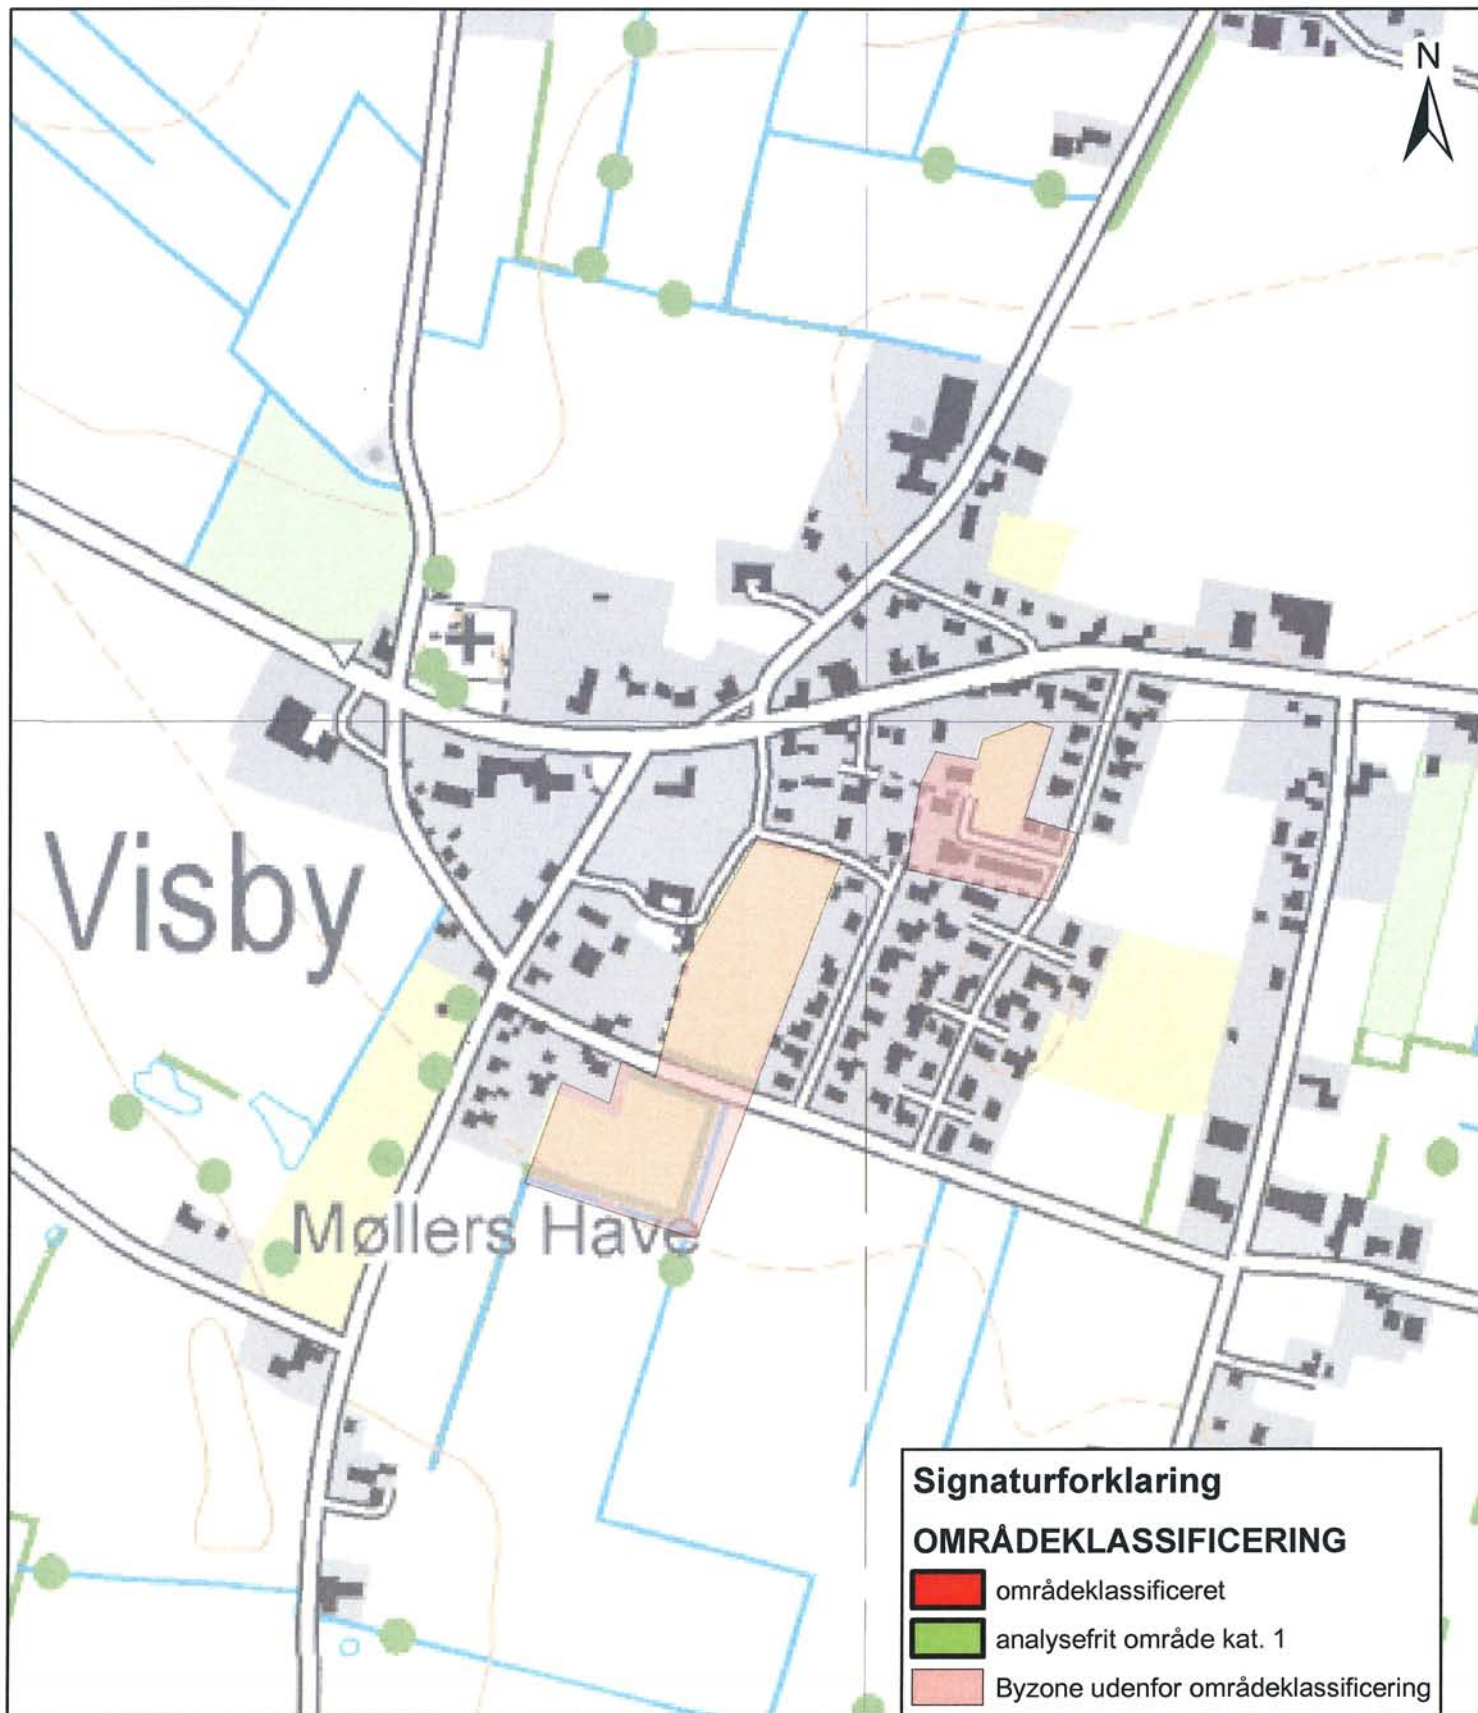 N
Visby
Møllers Have
Signaturforklaring
OMRÅDEKLASSIFICERING
områdeklassificeret
analysefrit område kat. 1
Byzone udenfor områdeklassificering